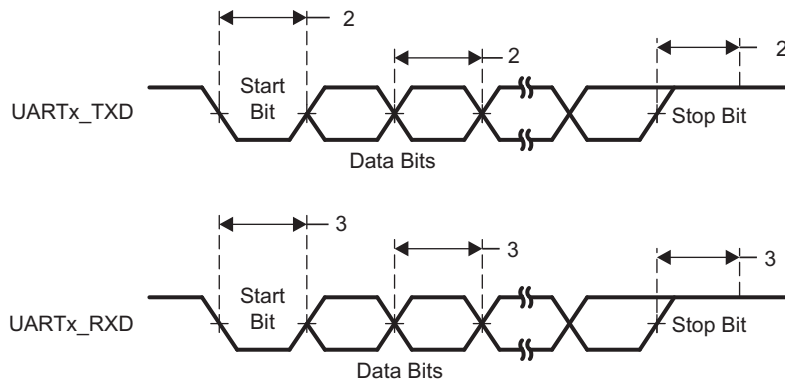 2
2
2
Start
Bit
UARTx_TXD
Stop Bit
Data Bits
3
3
3
Start
Bit
UARTx_RXD
Stop Bit
Data Bits